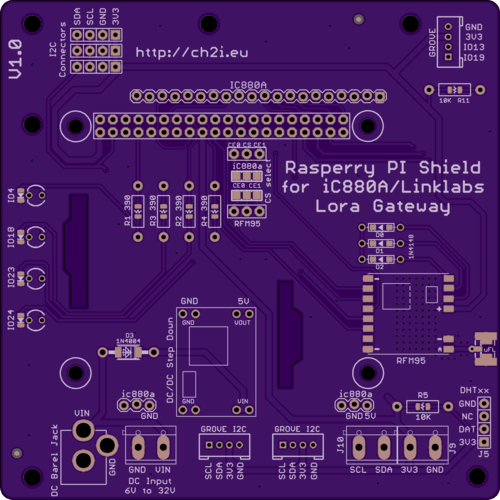 V1.0
I2C
Connectors
SDA
SCL
GND
3V3
http://ch2i.eu
GROVE
GND
3V3
IO13
IO19
10K R11
IC880A
CE0 CS CE1
iC880a
CE0 CE1
RFM95
CS select
Rasperry PI Shield
for iC880A/Linklabs
Lora Gateway
IO4
IO18
IO23
IO24
R1 390
R3 390
R2 390
R4 390
D0
D1
D2
1N4148
GND 5V
VOUT
DC/DC Step Down
VIN
GND
D3
1N4004
RFM95
uFL
ic880a
GND
ic880a
GND 5V
R5
10K
DHTxx
GND
NC
DAT
3V3
J5
VIN
DC Barel Jack
GND
GND VIN
DC Input
6V to 32V
GROVE I2C
SCL
SDA
3V3
GND
GROVE I2C
SCL
SDA
3V3
GND
J10
SCL SDA
3V3 GND
J9